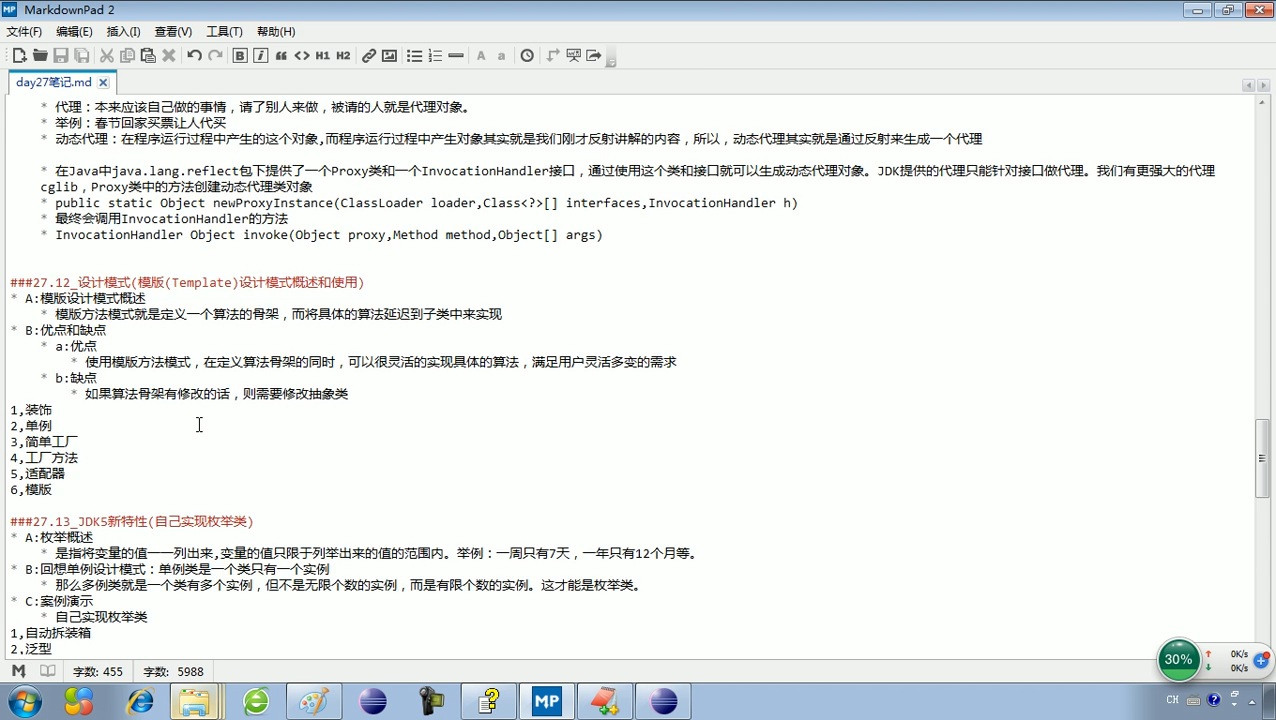 MarkdownPad 2
文件(F) 编辑(E) 插入(I) 查看(V) 工具(T) 帮助(H)
B i “ <> H1 H2 A a
day27笔记.md
* 代理：本来应该自己做的事情，请了别人来做，被请的人就是代理对象。
* 举例：春节回家买票让人代买
* 动态代理：在程序运行过程中产生的这个对象,而程序运行过程中产生对象其实就是我们刚才反射讲解的内容，所以，动态代理其实就是通过反射来生成一个代理
* 在Java中java.lang.reflect包下提供了一个Proxy类和一个InvocationHandler接口，通过使用这个类和接口就可以生成动态代理对象。JDK提供的代理只能针对接口做代理。我们有更强大的代理
cglib，Proxy类中的方法创建动态代理类对象
* public static Object newProxyInstance(ClassLoader loader,Class<?>[] interfaces,InvocationHandler h)
* 最终会调用InvocationHandler的方法
* InvocationHandler Object invoke(Object proxy,Method method,Object[] args)
###27.12_设计模式(模版(Template)设计模式概述和使用)
* A:模版设计模式概述
* 模版方法模式就是定义一个算法的骨架，而将具体的算法延迟到子类中来实现
* B:优点和缺点
* a:优点
* 使用模版方法模式，在定义算法骨架的同时，可以很灵活的实现具体的算法，满足用户灵活多变的需求
* b:缺点
* 如果算法骨架有修改的话，则需要修改抽象类
1,装饰
2,单例
3,简单工厂
4,工厂方法
5,适配器
6,模版
###27.13_JDK5新特性(自己实现枚举类)
* A:枚举概述
* 是指将变量的值一一列出来,变量的值只限于列举出来的值的范围内。举例：一周只有7天，一年只有12个月等。
* B:回想单例设计模式：单例类是一个类只有一个实例
* 那么多例类就是一个类有多个实例，但不是无限个数的实例，而是有限个数的实例。这才能是枚举类。
* C:案例演示
* 自己实现枚举类
1,自动拆装箱
2,泛型
字数: 455 字数: 5988
30% 0K/s
0K/s
MP
CH